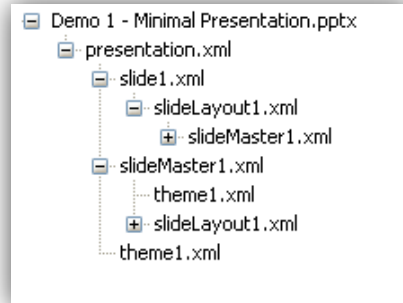 Demo 1 - Minimal Presentation.pptx
presentation.xml
slide1.xml
slideLayout1.xml
slideMaster1.xml
slideMaster1.xml
theme1.xml
slideLayout1.xml
theme1.xml